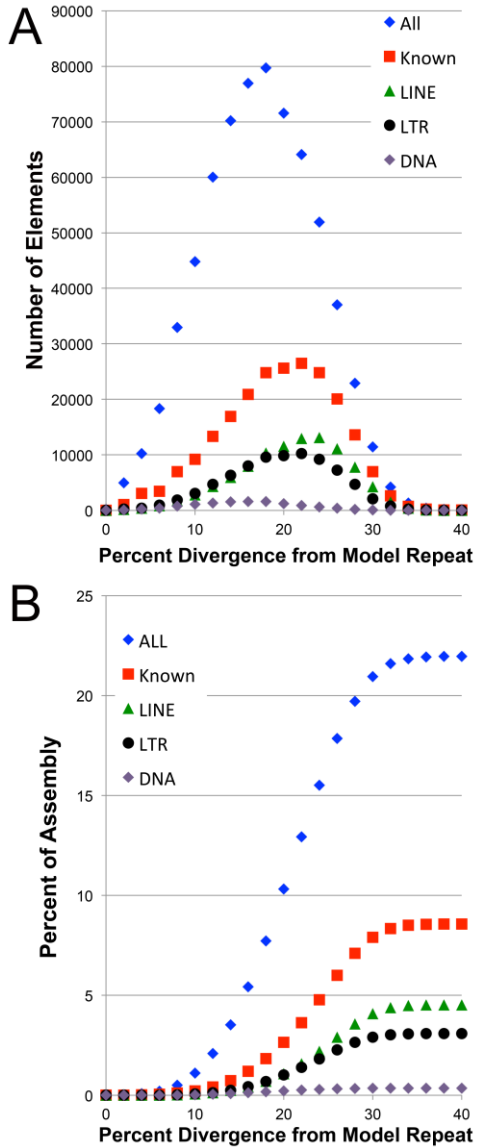 A
90000
80000
70000
60000
50000
40000
30000
20000
10000
0
Number of Elements
All
Known
LINE
LTR
DNA
0 10 20 30 40
Percent Divergence from Model Repeat
B
25
20
15
10
5
0
Percent of Assembly
ALL
Known
LINE
LTR
DNA
0 10 20 30 40
Percent Divergence from Model Repeat